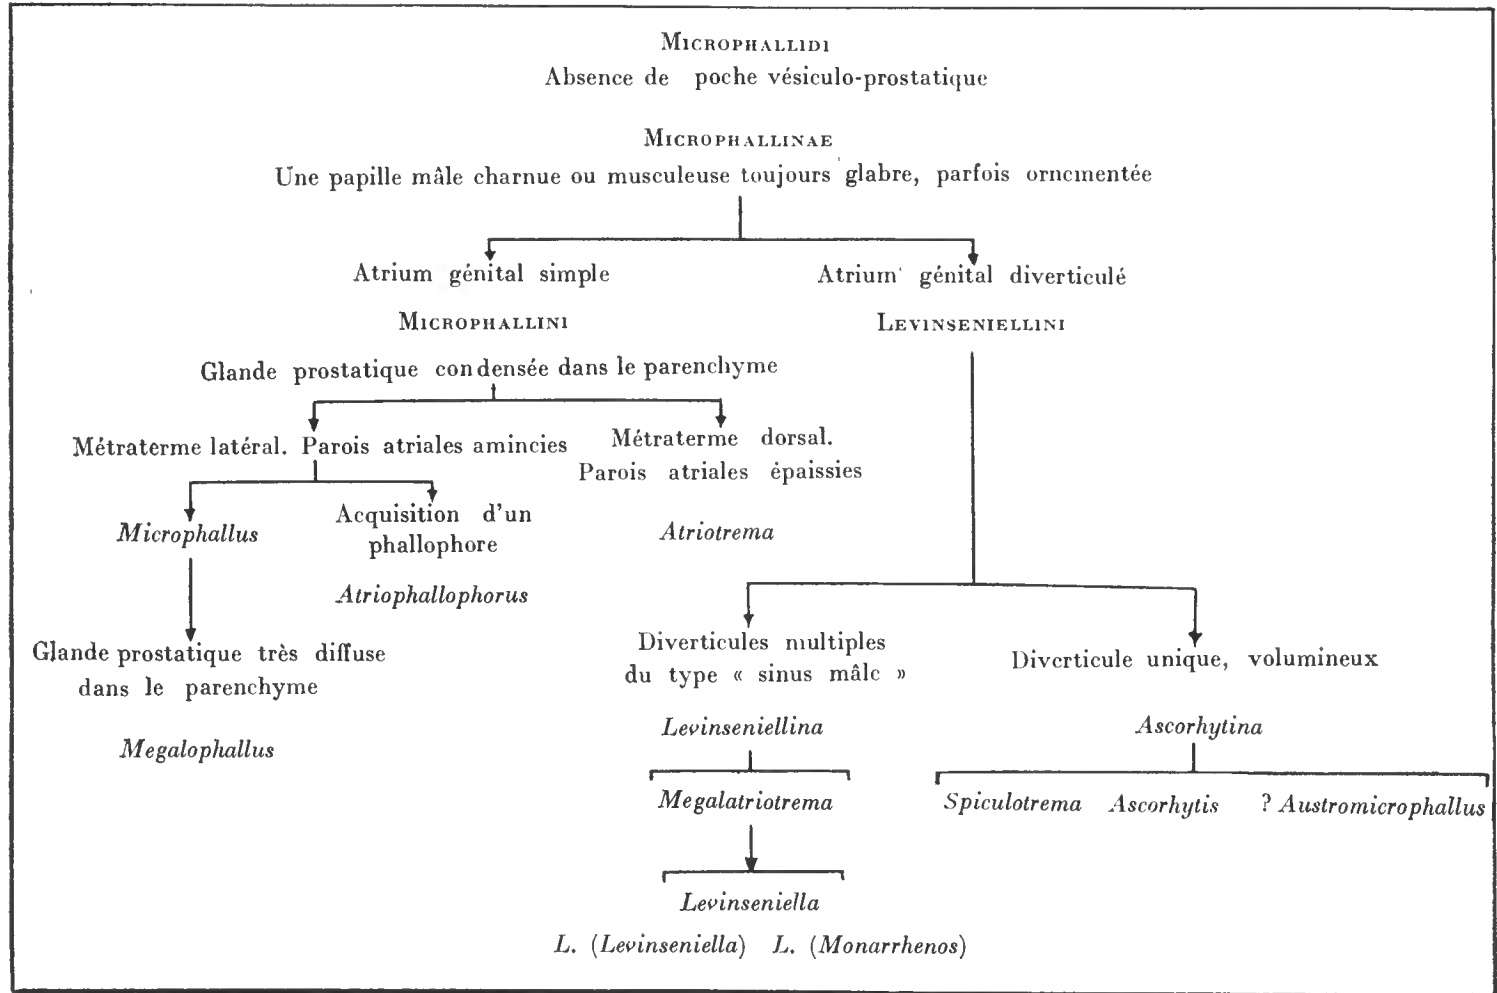 MICROPHALLIDI
Absence de poche vésiculo-prostatique
MICROPHALLINAE
Une papille mâle charnue ou musculeuse toujours glabre, parfois ornementée
Atrium génital simple
Atrium génital diverticulé
MICROPHALLINI
LEVINSENIELLINI
Glande prostatique condensée dans le parenchyme
Métraterme latéral. Parois atriales amincies
Métraterme dorsal.
Parois atriales épaissies
Microphallus
Acquisition d'un
phallophore
Atriotrema
Atriophallophorus
Glande prostatique très diffuse
dans le parenchyme
Megalophallus
Diverticules multiples
du type « sinus mâle »
Diverticule unique, volumineux
Levinseniellina
Ascorhytina
Megalatriotrema
Spiculotrema Ascorhytis ? Austromicrophallus
Levinseniella
L. (Levinseniella) L. (Monarrhenos)